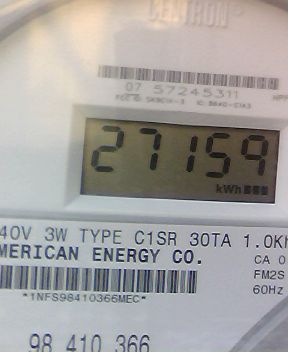 CENTRON
07 57245311
27159
kWh
40V 3W TYPE C1SR 30TA 1.0Kh
MERICAN ENERGY CO.
CA 0
FM2S
60Hz
*1NFS98410366MEC*
98 410 366